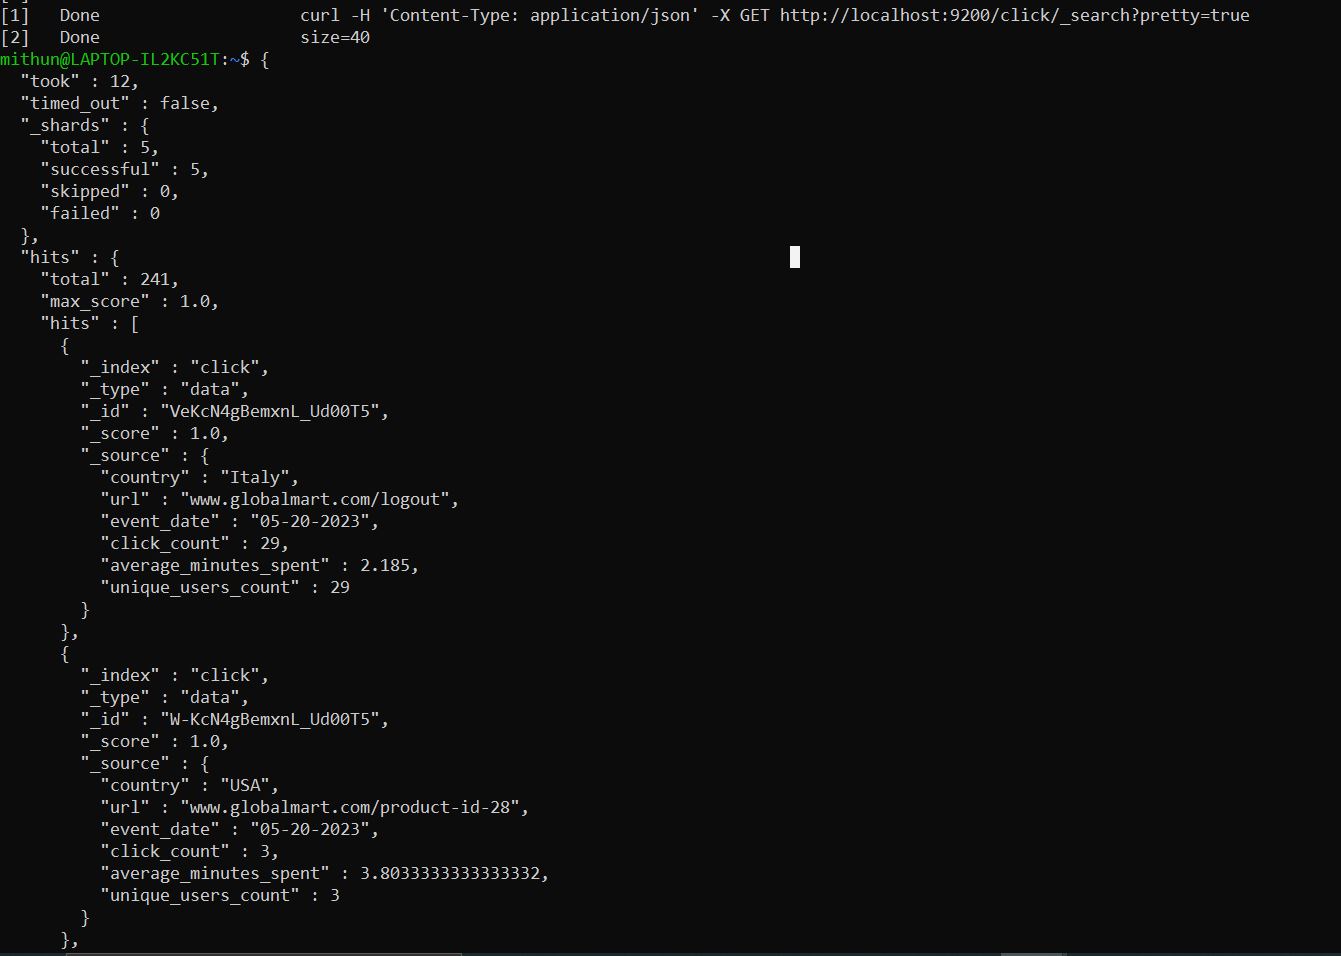 [1]   Done                    curl -H 'Content-Type: application/json' -X GET http://localhost:9200/click/_search?pretty=true
[2]   Done                    size=40
mithun@LAPTOP-IL2KC51T:~$ {
  "took" : 12,
  "timed_out" : false,
  "_shards" : {
    "total" : 5,
    "successful" : 5,
    "skipped" : 0,
    "failed" : 0
  },
  "hits" : {
    "total" : 241,
    "max_score" : 1.0,
    "hits" : [
      {
        "_index" : "click",
        "_type" : "data",
        "_id" : "VeKcN4gBemxnL_Ud00T5",
        "_score" : 1.0,
        "_source" : {
          "country" : "Italy",
          "url" : "www.globalmart.com/logout",
          "event_date" : "05-20-2023",
          "click_count" : 29,
          "average_minutes_spent" : 2.185,
          "unique_users_count" : 29
        }
      },
      {
        "_index" : "click",
        "_type" : "data",
        "_id" : "W-KcN4gBemxnL_Ud00T5",
        "_score" : 1.0,
        "_source" : {
          "country" : "USA",
          "url" : "www.globalmart.com/product-id-28",
          "event_date" : "05-20-2023",
          "click_count" : 3,
          "average_minutes_spent" : 3.8033333333333332,
          "unique_users_count" : 3
        }
      },